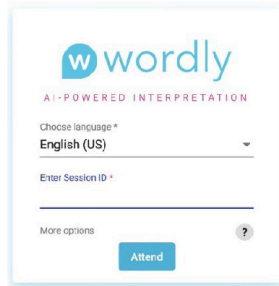 w wordly
AI-POWERED INTERPRETATION
Choose language *
English (US)
Enter Session ID *
More options ?
Attend